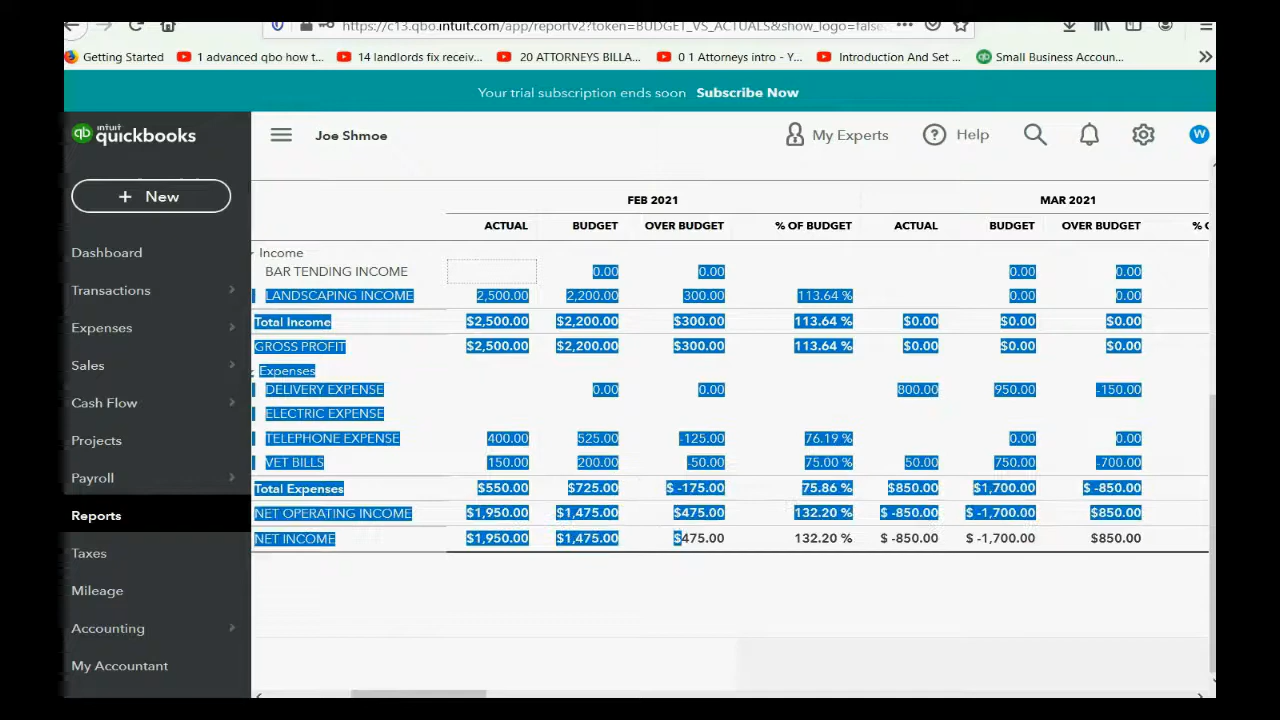 https://c13.qbo.intuit.com/app/reportv2?token=BUDGET_VS_ACTUALS&show_logo=false
Getting Started 1 advanced qbo how t... 14 landlords fix receiv... 20 ATTORNEYS BILLA... 0 1 Attorneys intro - Y... Introduction And Set ... Small Business Accoun...
Your trial subscription ends soon Subscribe Now
intuit quickbooks
Joe Shmoe My Experts Help W
+ New
Dashboard
Transactions
Expenses
Sales
Cash Flow
Projects
Payroll
Reports
Taxes
Mileage
Accounting
My Accountant
FEB 2021 MAR 2021
ACTUAL BUDGET OVER BUDGET % OF BUDGET ACTUAL BUDGET OVER BUDGET % O
Income
BAR TENDING INCOME 0.00 0.00 0.00 0.00
LANDSCAPING INCOME 2,500.00 2,200.00 300.00 113.64 % 0.00 0.00
Total Income $2,500.00 $2,200.00 $300.00 113.64 % $0.00 $0.00 $0.00
GROSS PROFIT $2,500.00 $2,200.00 $300.00 113.64 % $0.00 $0.00 $0.00
Expenses
DELIVERY EXPENSE 0.00 0.00 800.00 950.00 -150.00
ELECTRIC EXPENSE
TELEPHONE EXPENSE 400.00 525.00 -125.00 76.19 % 0.00 0.00
VET BILLS 150.00 200.00 -50.00 75.00 % 50.00 750.00 -700.00
Total Expenses $550.00 $725.00 $ -175.00 75.86 % $850.00 $1,700.00 $ -850.00
NET OPERATING INCOME $1,950.00 $1,475.00 $475.00 132.20 % $ -850.00 $ -1,700.00 $850.00
NET INCOME $1,950.00 $1,475.00 $475.00 132.20 % $ -850.00 $ -1,700.00 $850.00